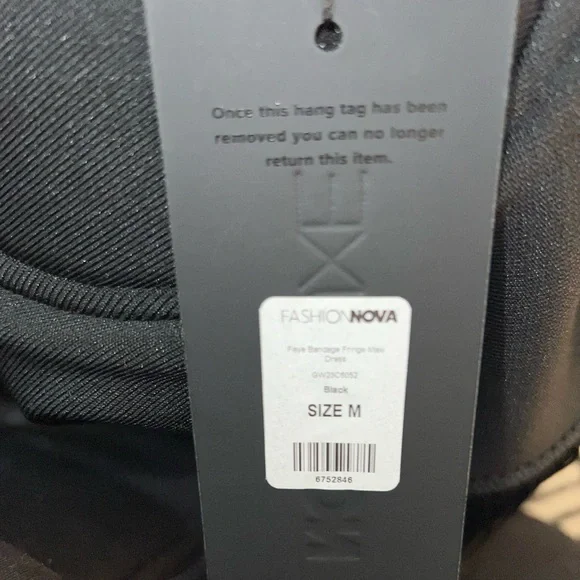 Once this hang tag has been
removed you can no longer
return this item.
FASHIONNOVA
Faye Bandage Fringe Maxi
Dress
Black
SIZE M
6752846